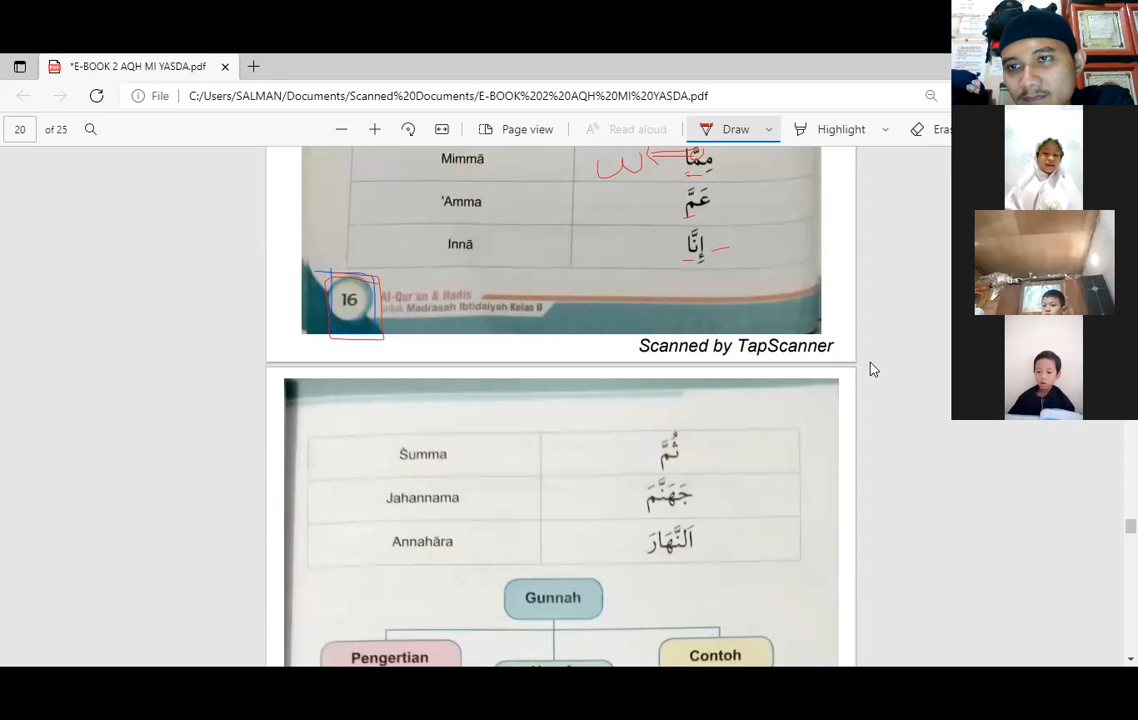 *E-BOOK 2 AQH MI YASDA.pdf
File C:/Users/SALMAN/Documents/Scanned%20Documents/E-BOOK%202%20AQH%20MI%20YASDA.pdf
20 of 25 Page view Read aloud Draw Highlight Eras
Mimmā مِمَّا
'Amma عَمَّ
Innā إِنَّا
16
Al-Qur'an & Hadis
untuk Madrasah Ibtidaiyah Kelas II
Scanned by TapScanner
Šumma ثُمَّ
Jahannama جَهَنَّمَ
Annahāra اَلنَّهَارَ
Gunnah
Pengertian
Contoh